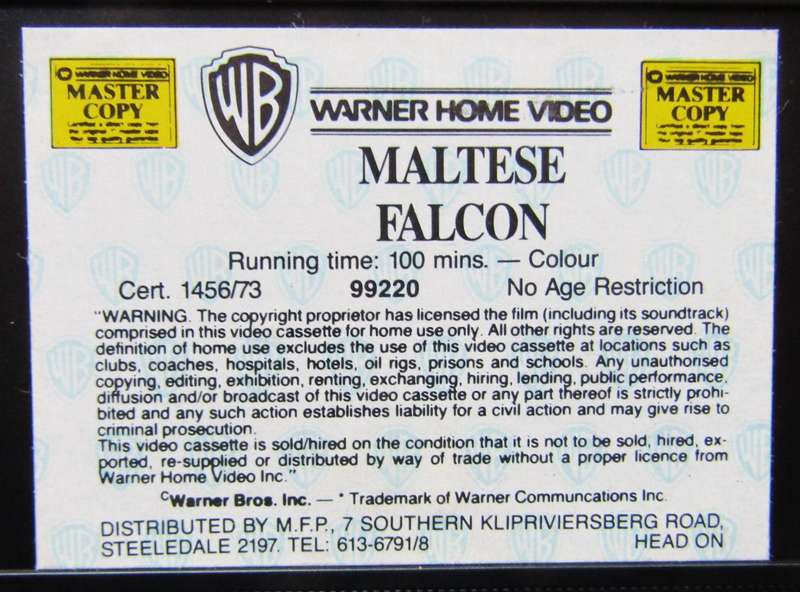 WARNER HOME VIDEO
MASTER
COPY
WB
WARNER HOME VIDEO
WARNER HOME VIDEO
MASTER
COPY
MALTESE
FALCON
Running time: 100 mins. — Colour
Cert. 1456/73 99220 No Age Restriction
"WARNING. The copyright proprietor has licensed the film (including its soundtrack)
comprised in this video cassette for home use only. All other rights are reserved. The
definition of home use excludes the use of this video cassette at locations such as
clubs, coaches, hospitals, hotels, oil rigs, prisons and schools. Any unauthorised
copying, editing, exhibition, renting, exchanging, hiring, lending, public performance,
diffusion and/or broadcast of this video cassette or any part thereof is strictly prohi-
bited and any such action establishes liability for a civil action and may give rise to
criminal prosecution.
This video cassette is sold/hired on the condition that it is not to be sold, hired, ex-
ported, re-supplied or distributed by way of trade without a proper licence from
Warner Home Video Inc."
©Warner Bros. Inc. — * Trademark of Warner Communcations Inc.
DISTRIBUTED BY M.F.P., 7 SOUTHERN KLIPRIVIERSBERG ROAD,
STEELEDALE 2197. TEL: 613-6791/8 HEAD ON